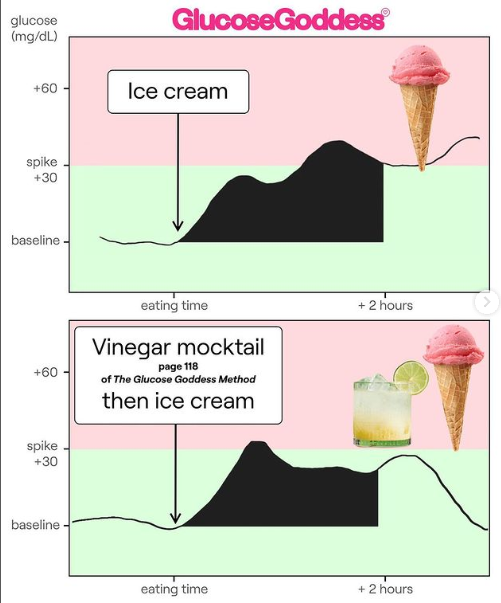 GlucoseGoddess®
glucose
(mg/dL)
+60
Ice cream
spike
+30
baseline
eating time
+ 2 hours
Vinegar mocktail
page 118
of The Glucose Goddess Method
then ice cream
+60
spike
+30
baseline
eating time
+ 2 hours